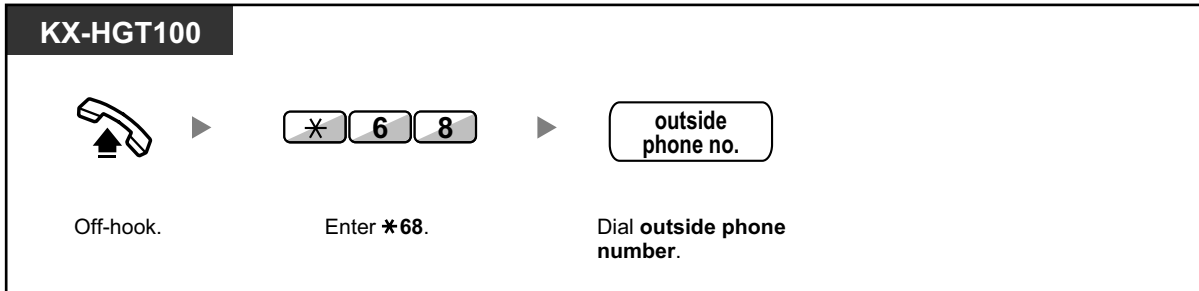 KX-HGT100
* 6 8
outside
phone no.
Off-hook.
Enter *68.
Dial outside phone
number.